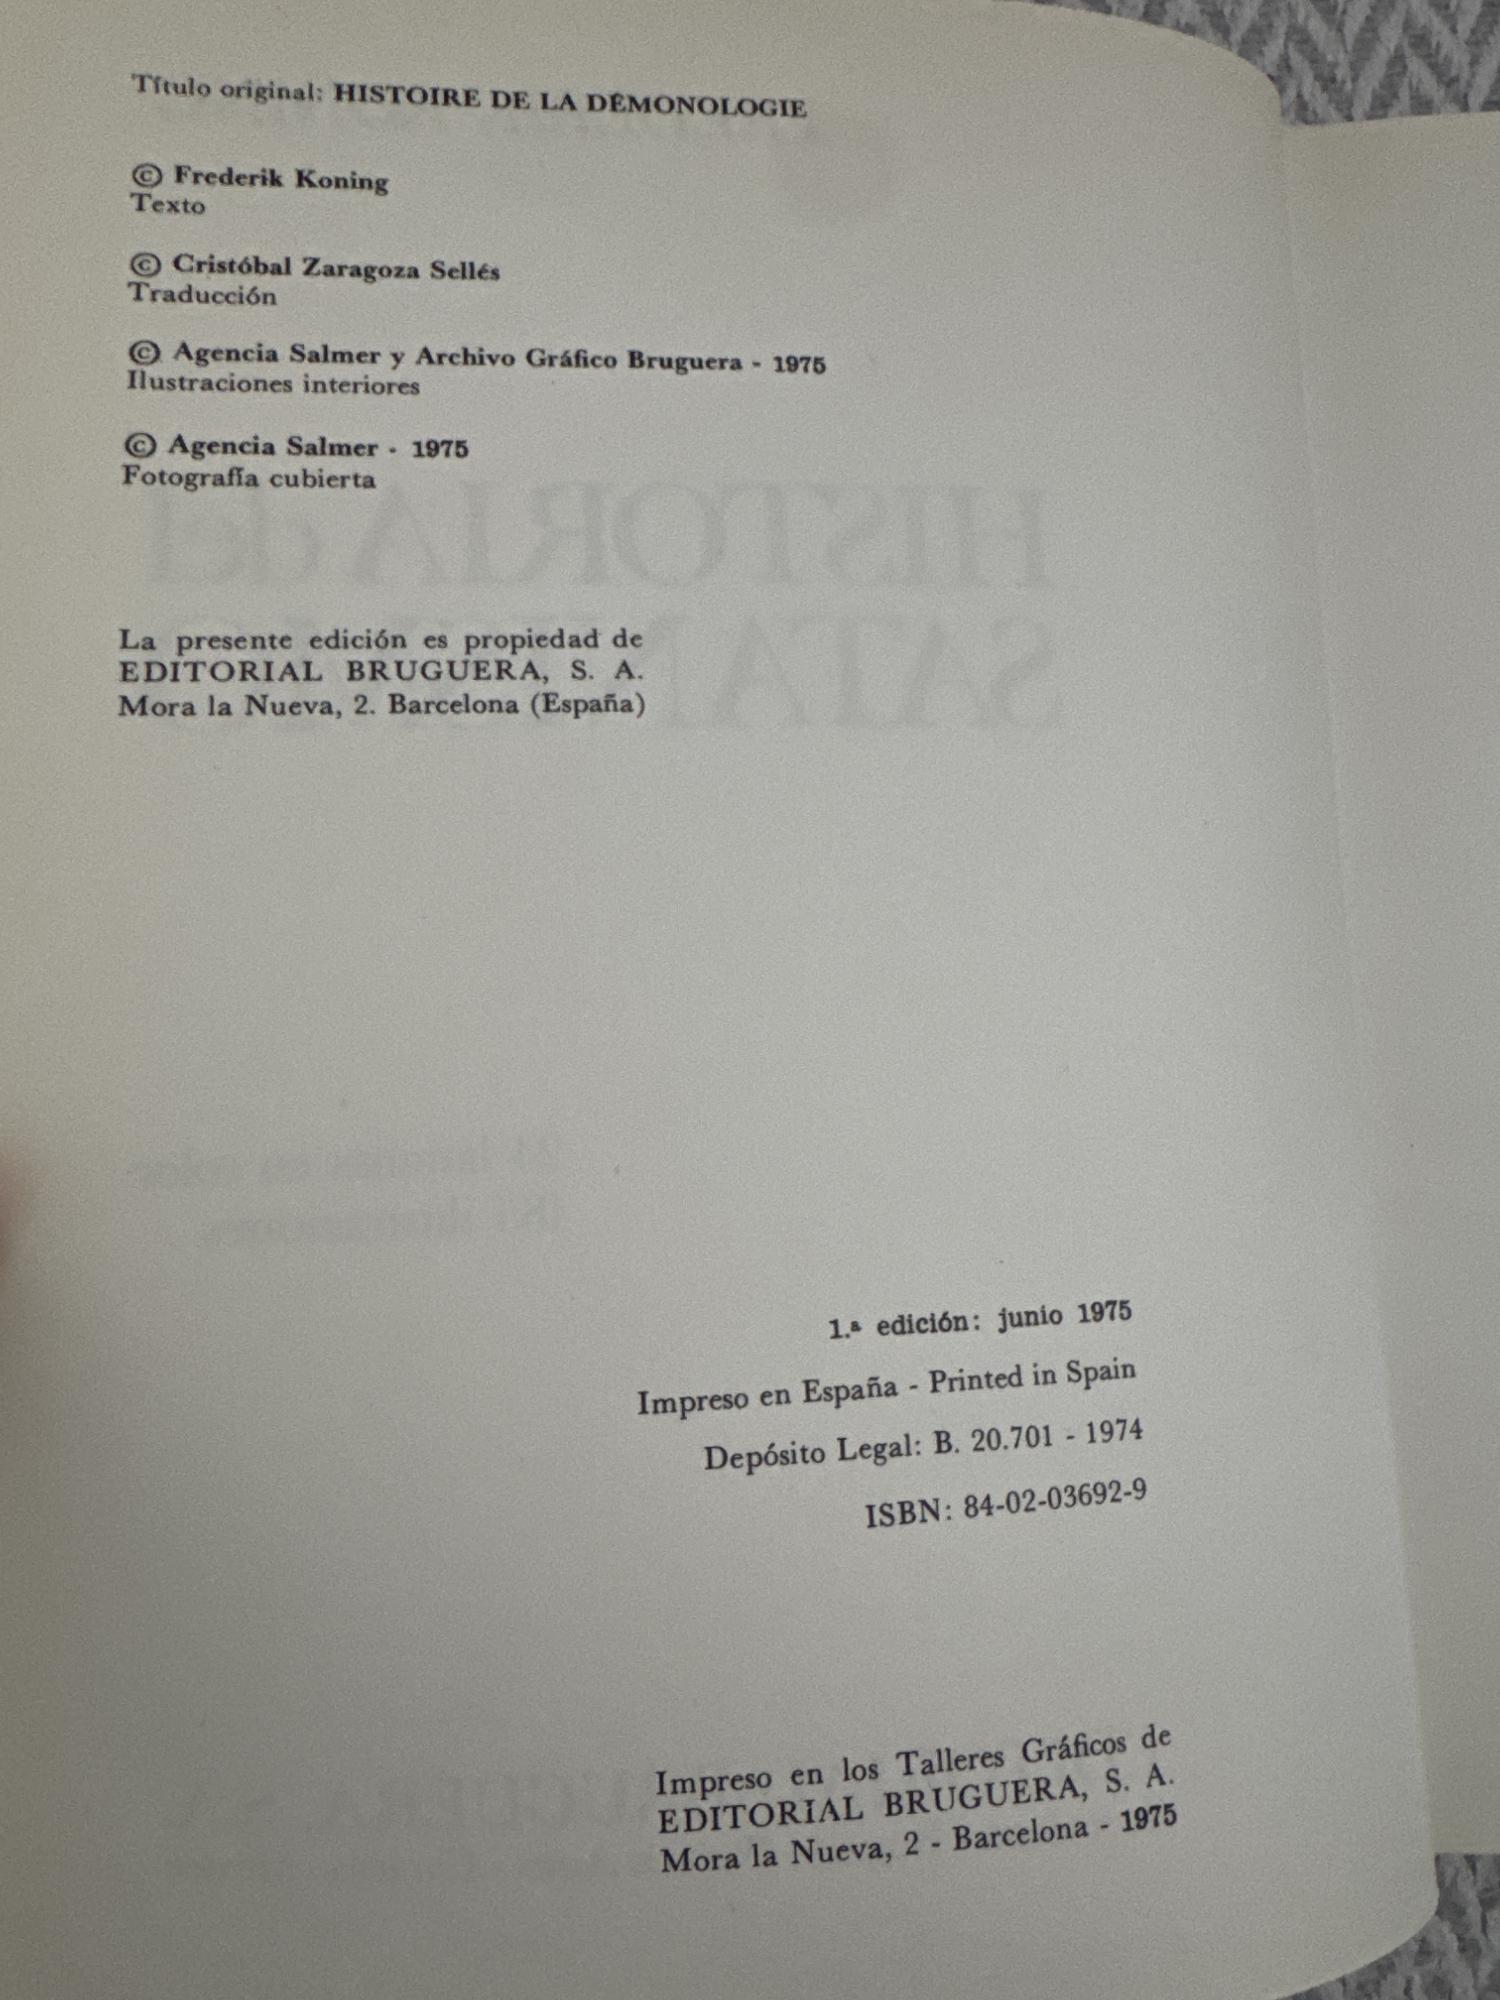 Título original: HISTOIRE DE LA DÉMONOLOGIE
© Frederik Koning
Texto
© Cristóbal Zaragoza Sellés
Traducción
© Agencia Salmer y Archivo Gráfico Bruguera - 1975
Ilustraciones interiores
© Agencia Salmer - 1975
Fotografía cubierta
HISTORIA del
La presente edición es propiedad de
EDITORIAL BRUGUERA, S. A.
Mora la Nueva, 2. Barcelona (España)
1.ª edición: junio 1975
Impreso en España - Printed in Spain
Depósito Legal: B. 20.701 - 1974
ISBN: 84-02-03692-9
Impreso en los Talleres Gráficos de
EDITORIAL BRUGUERA, S. A.
Mora la Nueva, 2 - Barcelona - 1975